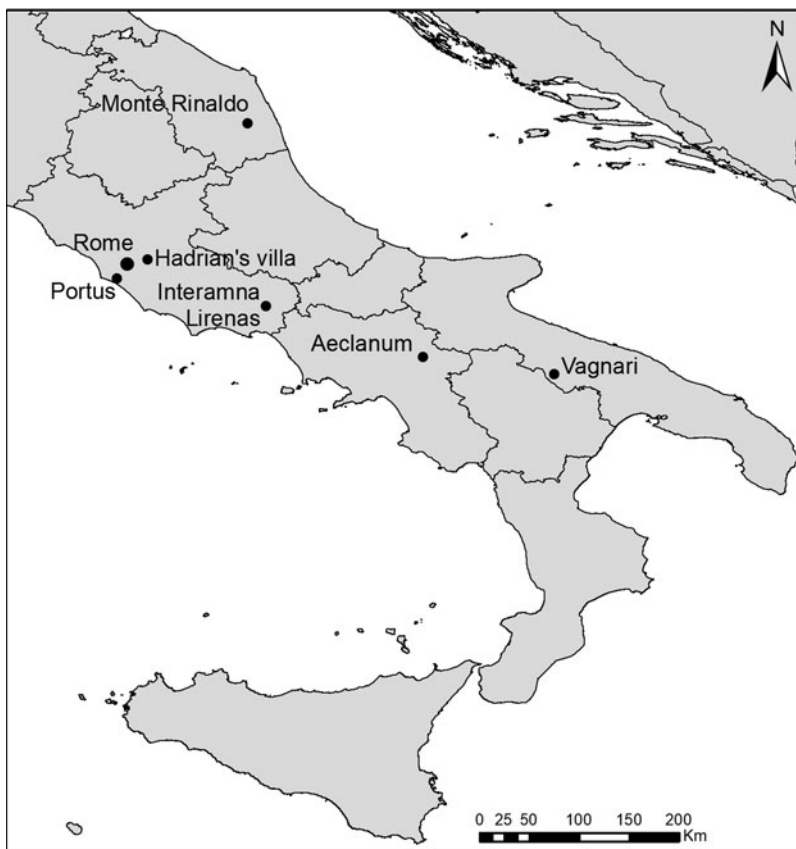 N
Monte Rinaldo
Rome
Hadrian's villa
Portus
Interamna
Lirenas
Aeclanum
Vagnari
0 25 50 100 150 200
Km